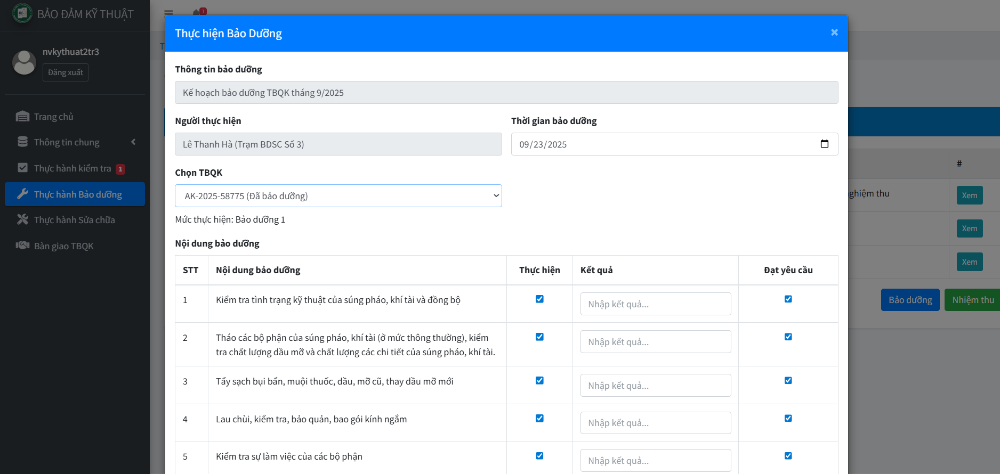 BẢO ĐẢM KỸ THUẬT
1
nvkythuat2tr3
Đăng xuất
Trang chủ
Thông tin chung
Thực hành kiểm tra 1
Thực hành Bảo dưỡng
Thực hành Sửa chữa
Bàn giao TBQK
Thực hiện Bảo Dưỡng
×
Thông tin bảo dưỡng
Kế hoạch bảo dưỡng TBQK tháng 9/2025
Người thực hiện
Thời gian bảo dưỡng
Lê Thanh Hà (Trạm BDSC Số 3)
09/23/2025
Chọn TBQK
AK-2025-58775 (Đã bảo dưỡng)
Mức thực hiện: Bảo dưỡng 1
Nội dung bảo dưỡng
STT Nội dung bảo dưỡng Thực hiện Kết quả Đạt yêu cầu
1 Kiểm tra tình trạng kỹ thuật của súng pháo, khí tài và đồng bộ Nhập kết quả...
2 Tháo các bộ phận của súng pháo, khí tài (ở mức thông thường), kiểm Nhập kết quả...
tra chất lượng dầu mỡ và chất lượng các chi tiết của súng pháo, khí tài.
3 Tẩy sạch bụi bẩn, muội thuốc, dầu, mỡ cũ, thay dầu mỡ mới Nhập kết quả...
4 Lau chùi, kiểm tra, bảo quản, bao gói kính ngắm Nhập kết quả...
5 Kiểm tra sự làm việc của các bộ phận Nhập kết quả...
#
nghiệm thu Xem
Xem
Xem
Bảo dưỡng Nhiệm thu